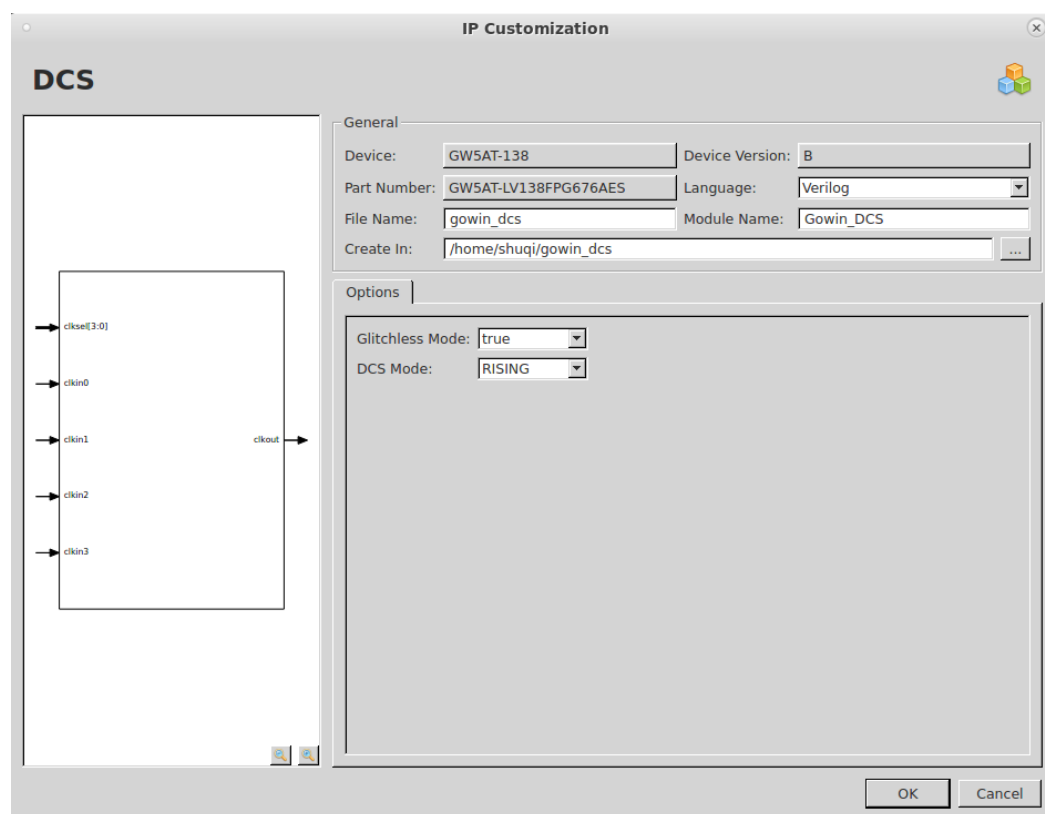 IP Customization
DCS
General
Device: GW5AT-138 Device Version: B
Part Number: GW5AT-LV138FPG676AES Language: Verilog
File Name: gowin_dcs Module Name: Gowin_DCS
Create In: /home/shuqi/gowin_dcs ...
Options
Glitchless Mode: true
DCS Mode: RISING
clksel[3:0]
clkin0
clkin1 clkout
clkin2
clkin3
OK Cancel